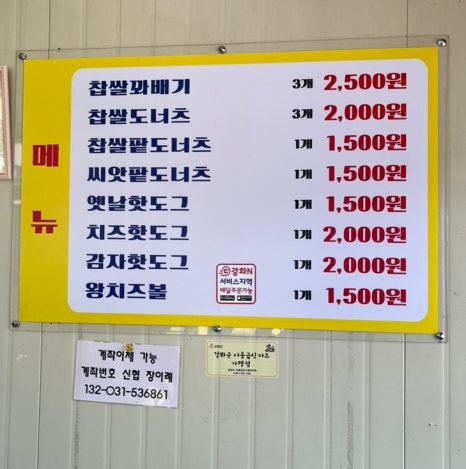 메뉴
찹쌀꽈배기 3개 2,500원
찹쌀도너츠 3개 2,000원
찹쌀팥도너츠 1개 1,500원
씨앗팥도너츠 1개 1,500원
옛날핫도그 1개 1,500원
치즈핫도그 1개 2,000원
감자핫도그 1개 2,000원
왕치즈볼 1개 1,500원
강화N
서비스지역
배달주문가능
계좌이체 가능
계좌번호 신협 장이례
132-031-536861
강화군 아동급식카드
가맹점